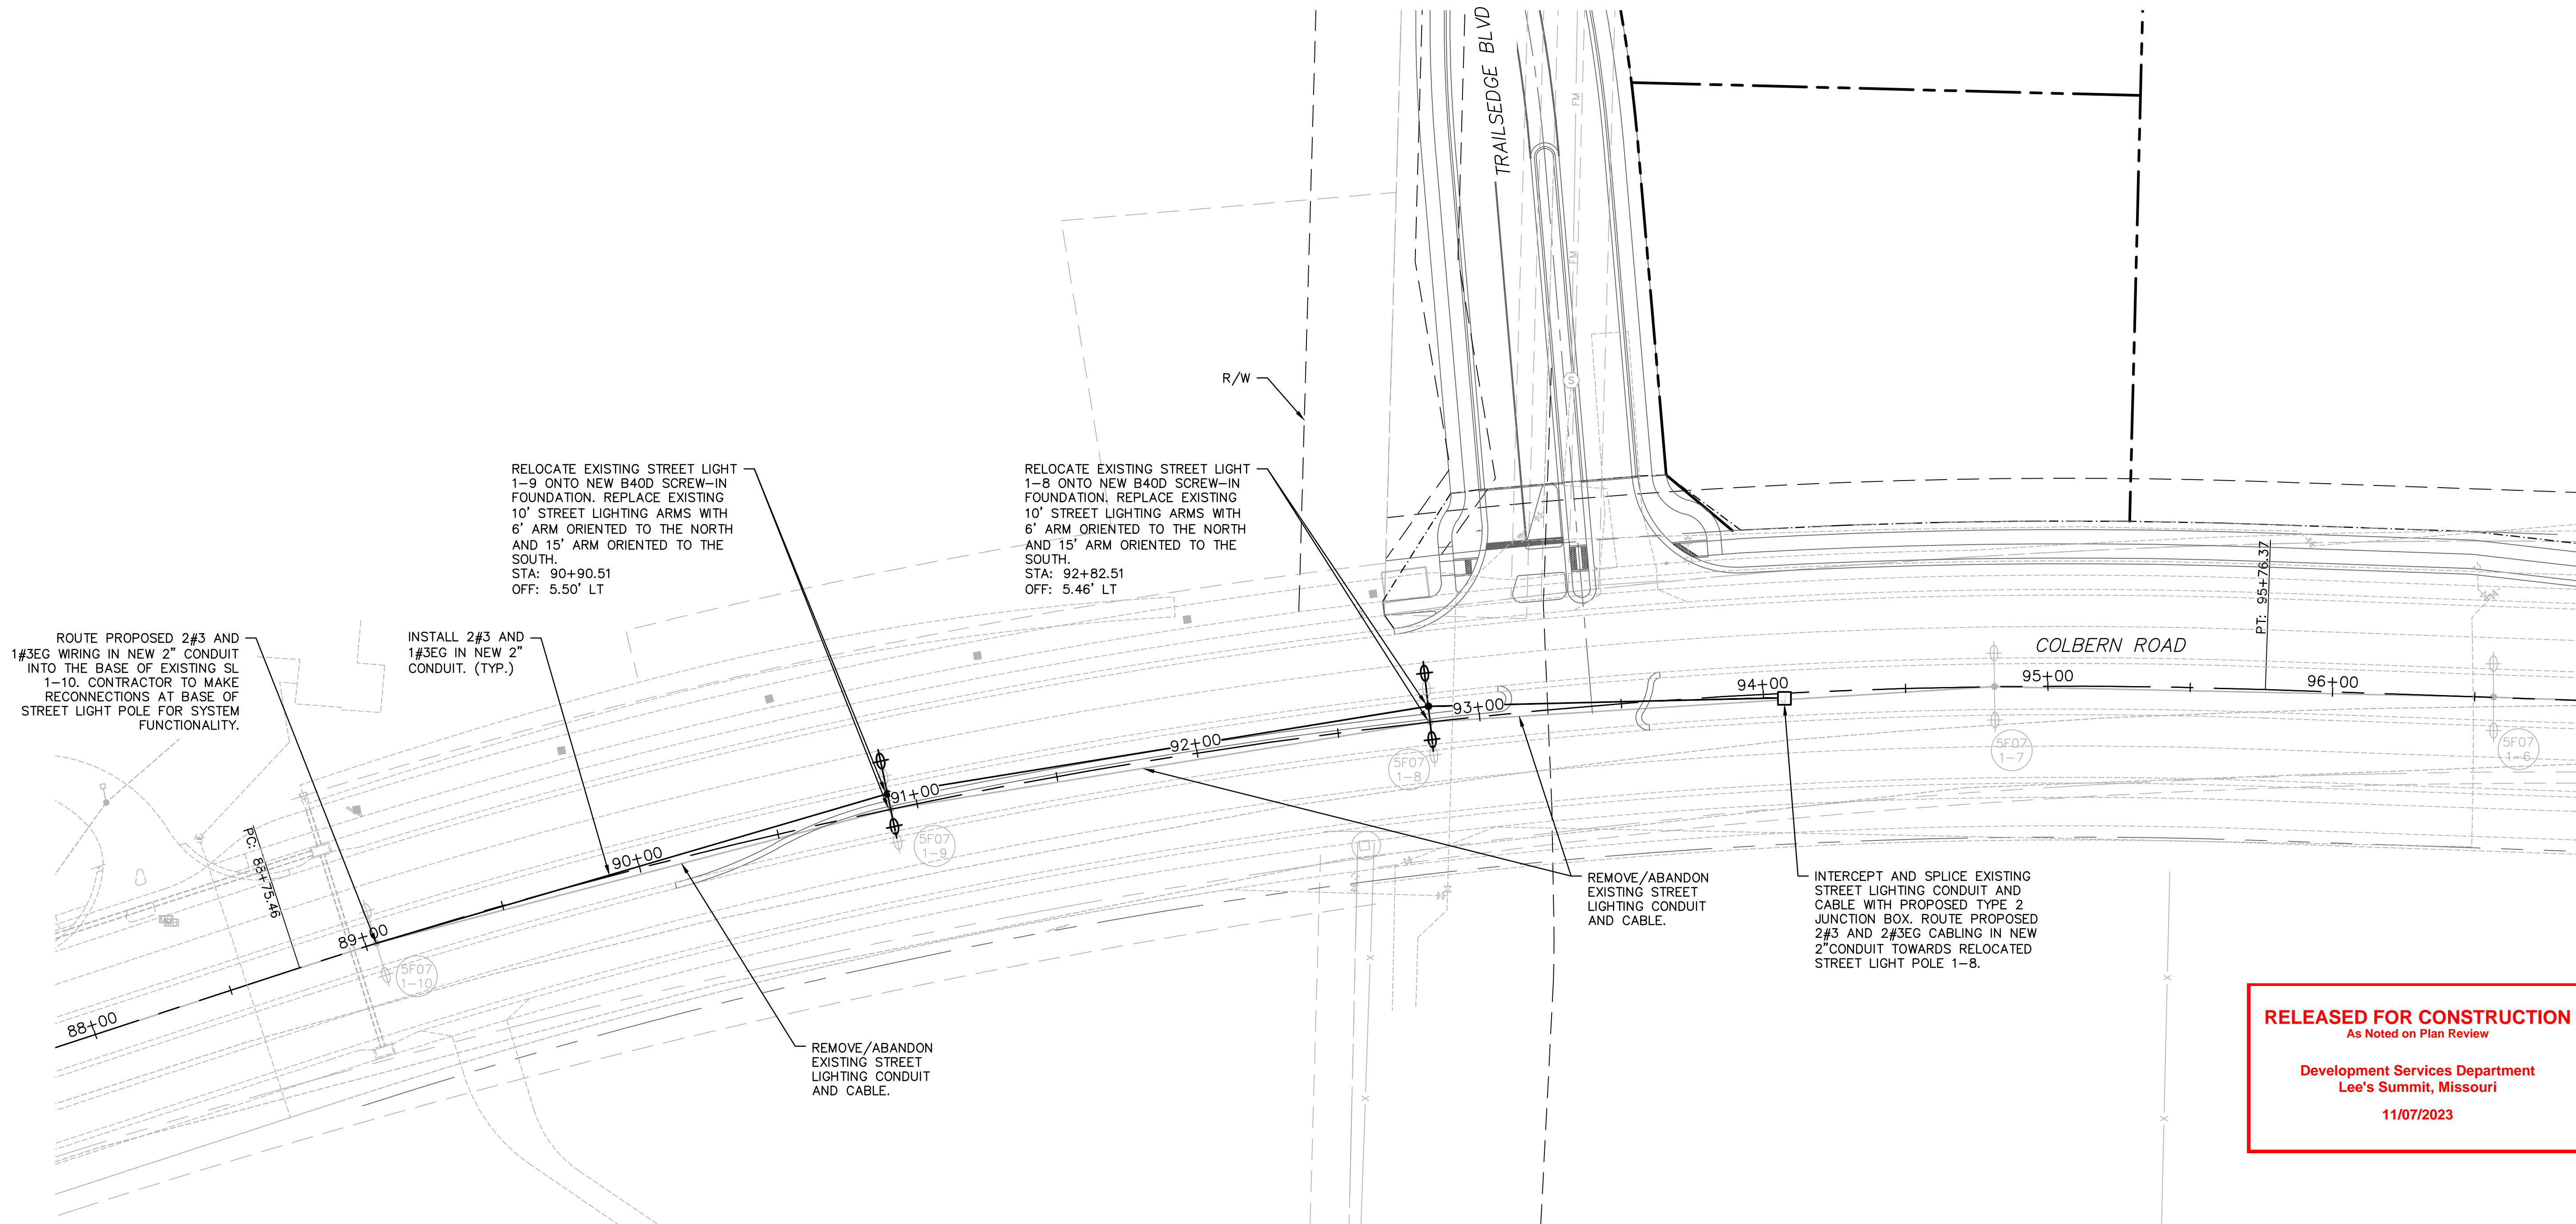 TRAILSEDGE BLVD
FM
FM
S
R/W
RELOCATE EXISTING STREET LIGHT
1-9 ONTO NEW B40D SCREW-IN
FOUNDATION. REPLACE EXISTING
10' STREET LIGHTING ARMS WITH
6' ARM ORIENTED TO THE NORTH
AND 15' ARM ORIENTED TO THE
SOUTH.
STA: 90+90.51
OFF: 5.50' LT
RELOCATE EXISTING STREET LIGHT
1-8 ONTO NEW B40D SCREW-IN
FOUNDATION. REPLACE EXISTING
10' STREET LIGHTING ARMS WITH
6' ARM ORIENTED TO THE NORTH
AND 15' ARM ORIENTED TO THE
SOUTH.
STA: 92+82.51
OFF: 5.46' LT
ROUTE PROPOSED 2#3 AND
1#3EG WIRING IN NEW 2" CONDUIT
INTO THE BASE OF EXISTING SL
1-10. CONTRACTOR TO MAKE
RECONNECTIONS AT BASE OF
STREET LIGHT POLE FOR SYSTEM
FUNCTIONALITY.
INSTALL 2#3 AND
1#3EG IN NEW 2"
CONDUIT. (TYP.)
COLBERN ROAD
PT: 95+76.37
PC: 88+75.46
88+00
89+00
90+00
91+00
92+00
93+00
94+00
95+00
96+00
5F07
1-10
5F07
1-9
5F07
1-8
5F07
1-7
5F07
1-6
REMOVE/ABANDON
EXISTING STREET
LIGHTING CONDUIT
AND CABLE.
REMOVE/ABANDON
EXISTING STREET
LIGHTING CONDUIT
AND CABLE.
INTERCEPT AND SPLICE EXISTING
STREET LIGHTING CONDUIT AND
CABLE WITH PROPOSED TYPE 2
JUNCTION BOX. ROUTE PROPOSED
2#3 AND 2#3EG CABLING IN NEW
2"CONDUIT TOWARDS RELOCATED
STREET LIGHT POLE 1-8.
X
X
X
X
X
RELEASED FOR CONSTRUCTION
As Noted on Plan Review
Development Services Department
Lee's Summit, Missouri
11/07/2023